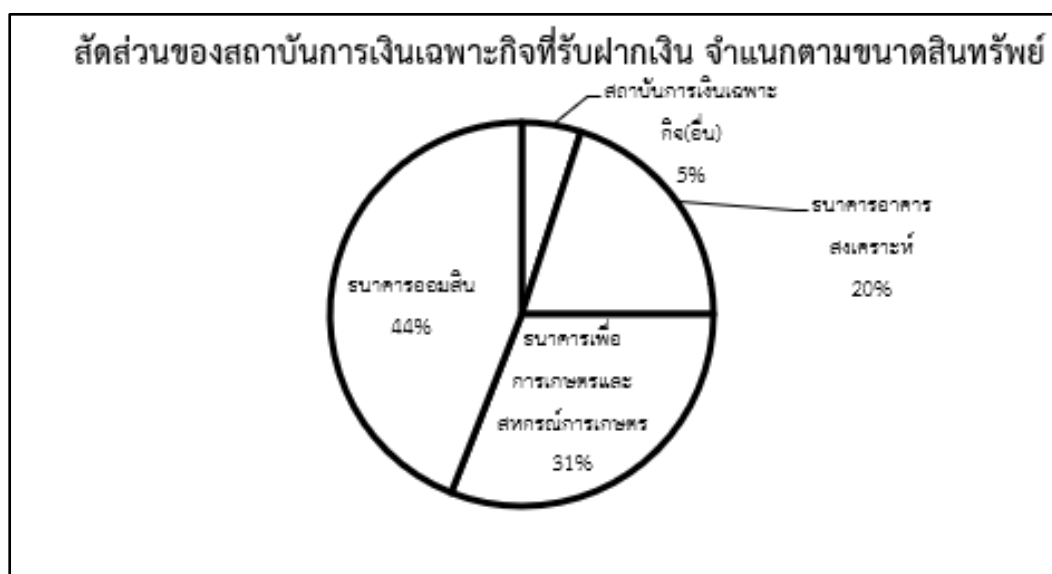 สัดส่วนของสถาบันการเงินเฉพาะกิจที่รับฝากเงิน จำแนกตามขนาดสินทรัพย์
สถาบันการเงินเฉพาะ
กิจ(อื่น)
5%
ธนาคารอาคาร
สงเคราะห์
20%
ธนาคารออมสิน
44%
ธนาคารเพื่อ
การเกษตรและ
สหกรณ์การเกษตร
31%